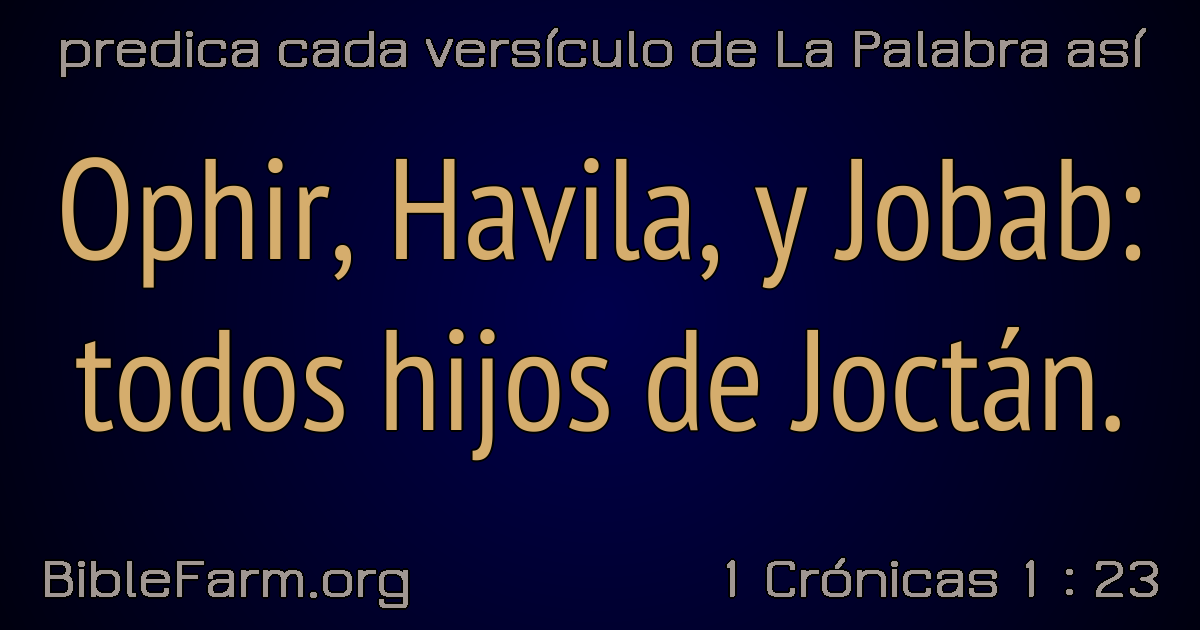 predica cada versículo de La Palabra así
Ophir, Havila, y Jobab:
todos hijos de Joctán.
BibleFarm.org
1 Crónicas 1 : 23